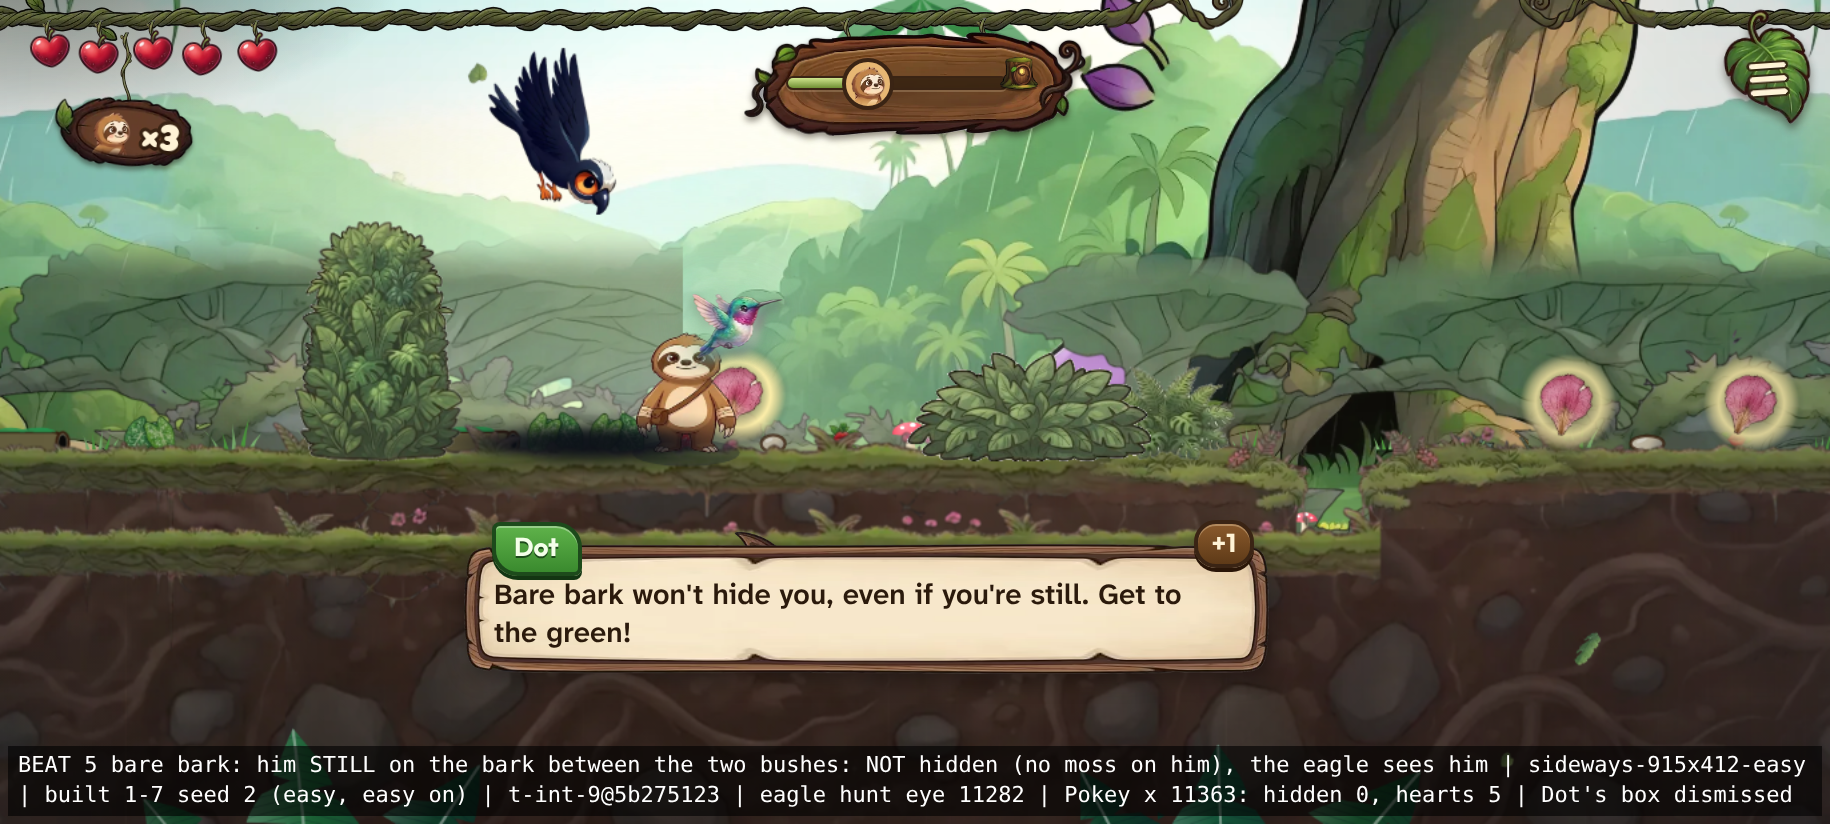 ×3
Dot
+1
Bare bark won't hide you, even if you're still. Get to
the green!
BEAT 5 bare bark: him STILL on the bark between the two bushes: NOT hidden (no moss on him), the eagle sees him | sideways-915x412-easy
| built 1-7 seed 2 (easy, easy on) | t-int-9@5b275123 | eagle hunt eye 11282 | Pokey x 11363: hidden 0, hearts 5 | Dot's box dismissed